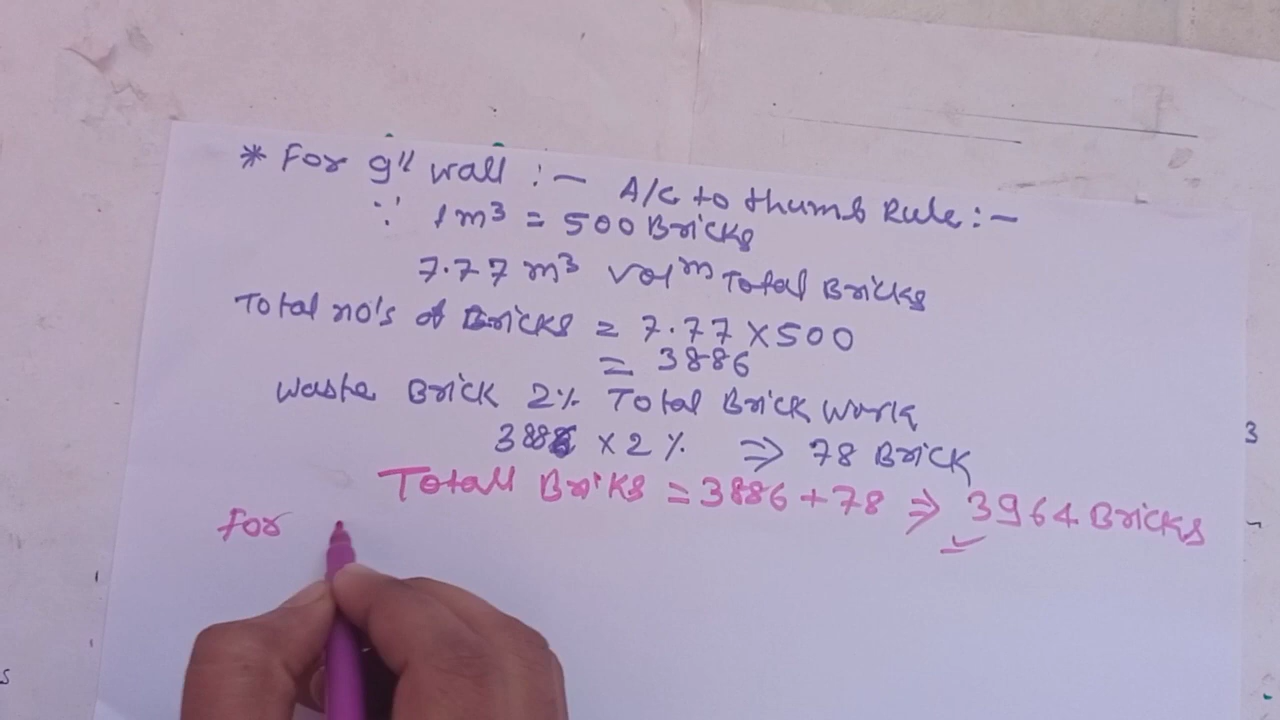 * For 9" wall :- A/c to thumb Rule :-
∵ 1m³ = 500 Bricks
7.77 m³ volm Total Bricks
Total no's of Bricks = 7.77 X 500
= 3886
Waste Brick 2% Total Brick Work
3886 X 2% ⇒ 78 Brick
Totall Briks = 3886 + 78 ⇒ 3964 Bricks
For
3
s